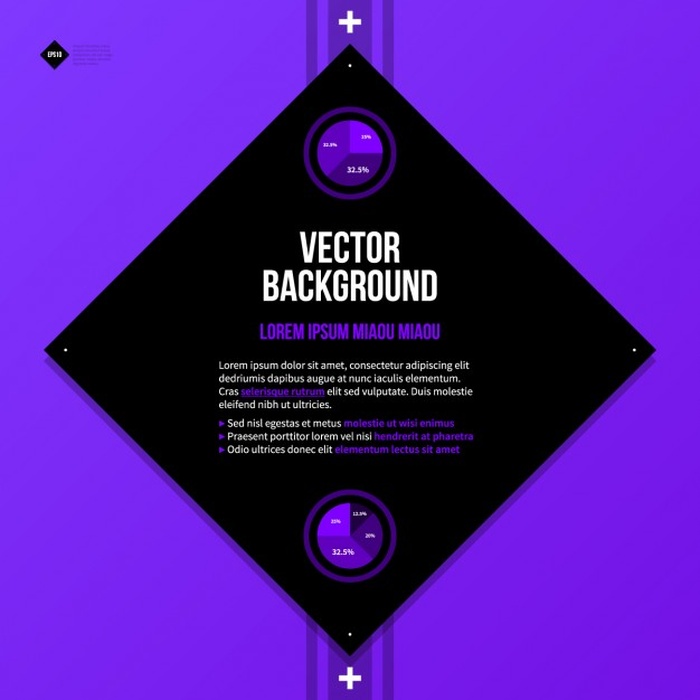 EPS10
25%
32.5%
32.5%
VECTOR
BACKGROUND
LOREM IPSUM MIAOU MIAOU
Lorem ipsum dolor sit amet, consectetur adipiscing elit
dedriumis dapibus augue at nunc iaculis elementum.
Cras selerisque rutrum elit sed vulputate. Duis molestie
eleifend nibh ut ultricies.
Sed nisl egestas et metus molestie ut wisi enimus
Praesent porttitor lorem vel nisi hendrerit at pharetra
Odio ultrices donec elit elementum lectus sit amet
12.5%
25%
20%
32.5%